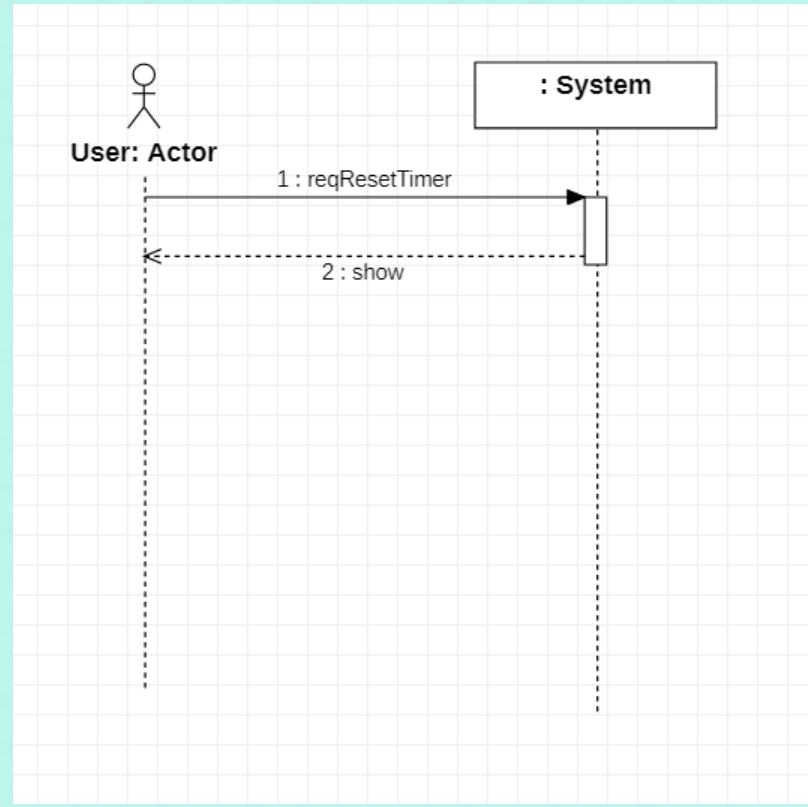 : System
User: Actor
1 : reqResetTimer
2 : show